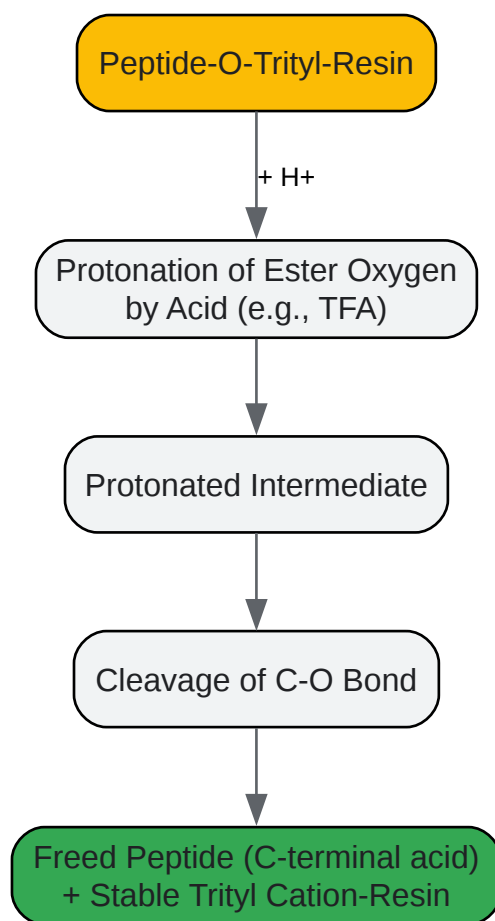 Peptide-O-Trityl-Resin
+ H+
Protonation of Ester Oxygen
by Acid (e.g., TFA)
Protonated Intermediate
Cleavage of C-O Bond
Freed Peptide (C-terminal acid)
+ Stable Trityl Cation-Resin